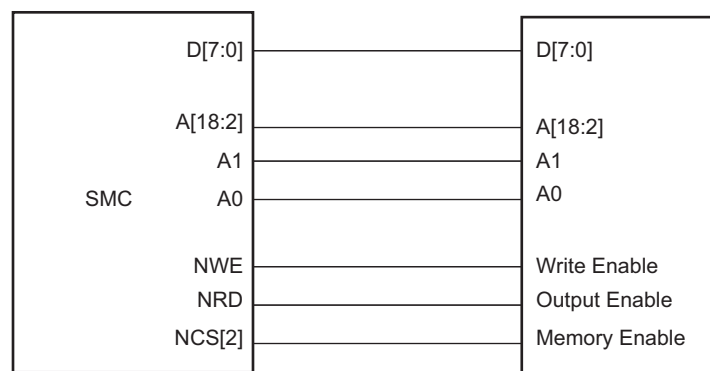 D[7:0] D[7:0]
A[18:2] A[18:2]
A1 A1
SMC A0 A0
NWE Write Enable
NRD Output Enable
NCS[2] Memory Enable